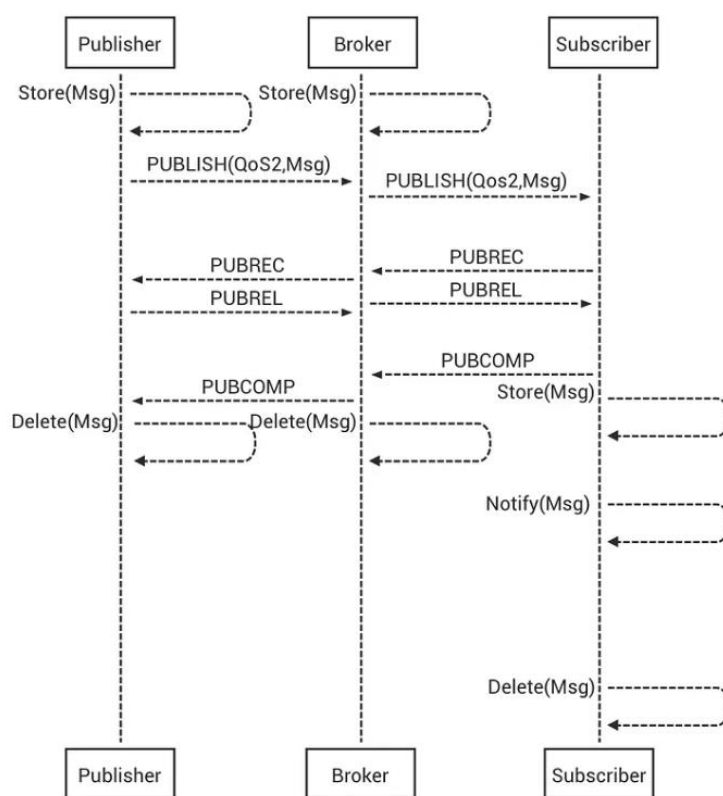 Publisher
Broker
Subscriber
Store(Msg)
Store(Msg)
PUBLISH(QoS2,Msg)
PUBLISH(Qos2,Msg)
PUBREC
PUBREC
PUBREL
PUBREL
PUBCOMP
PUBCOMP
Store(Msg)
Delete(Msg)
Delete(Msg)
Notify(Msg)
Delete(Msg)
Publisher
Broker
Subscriber